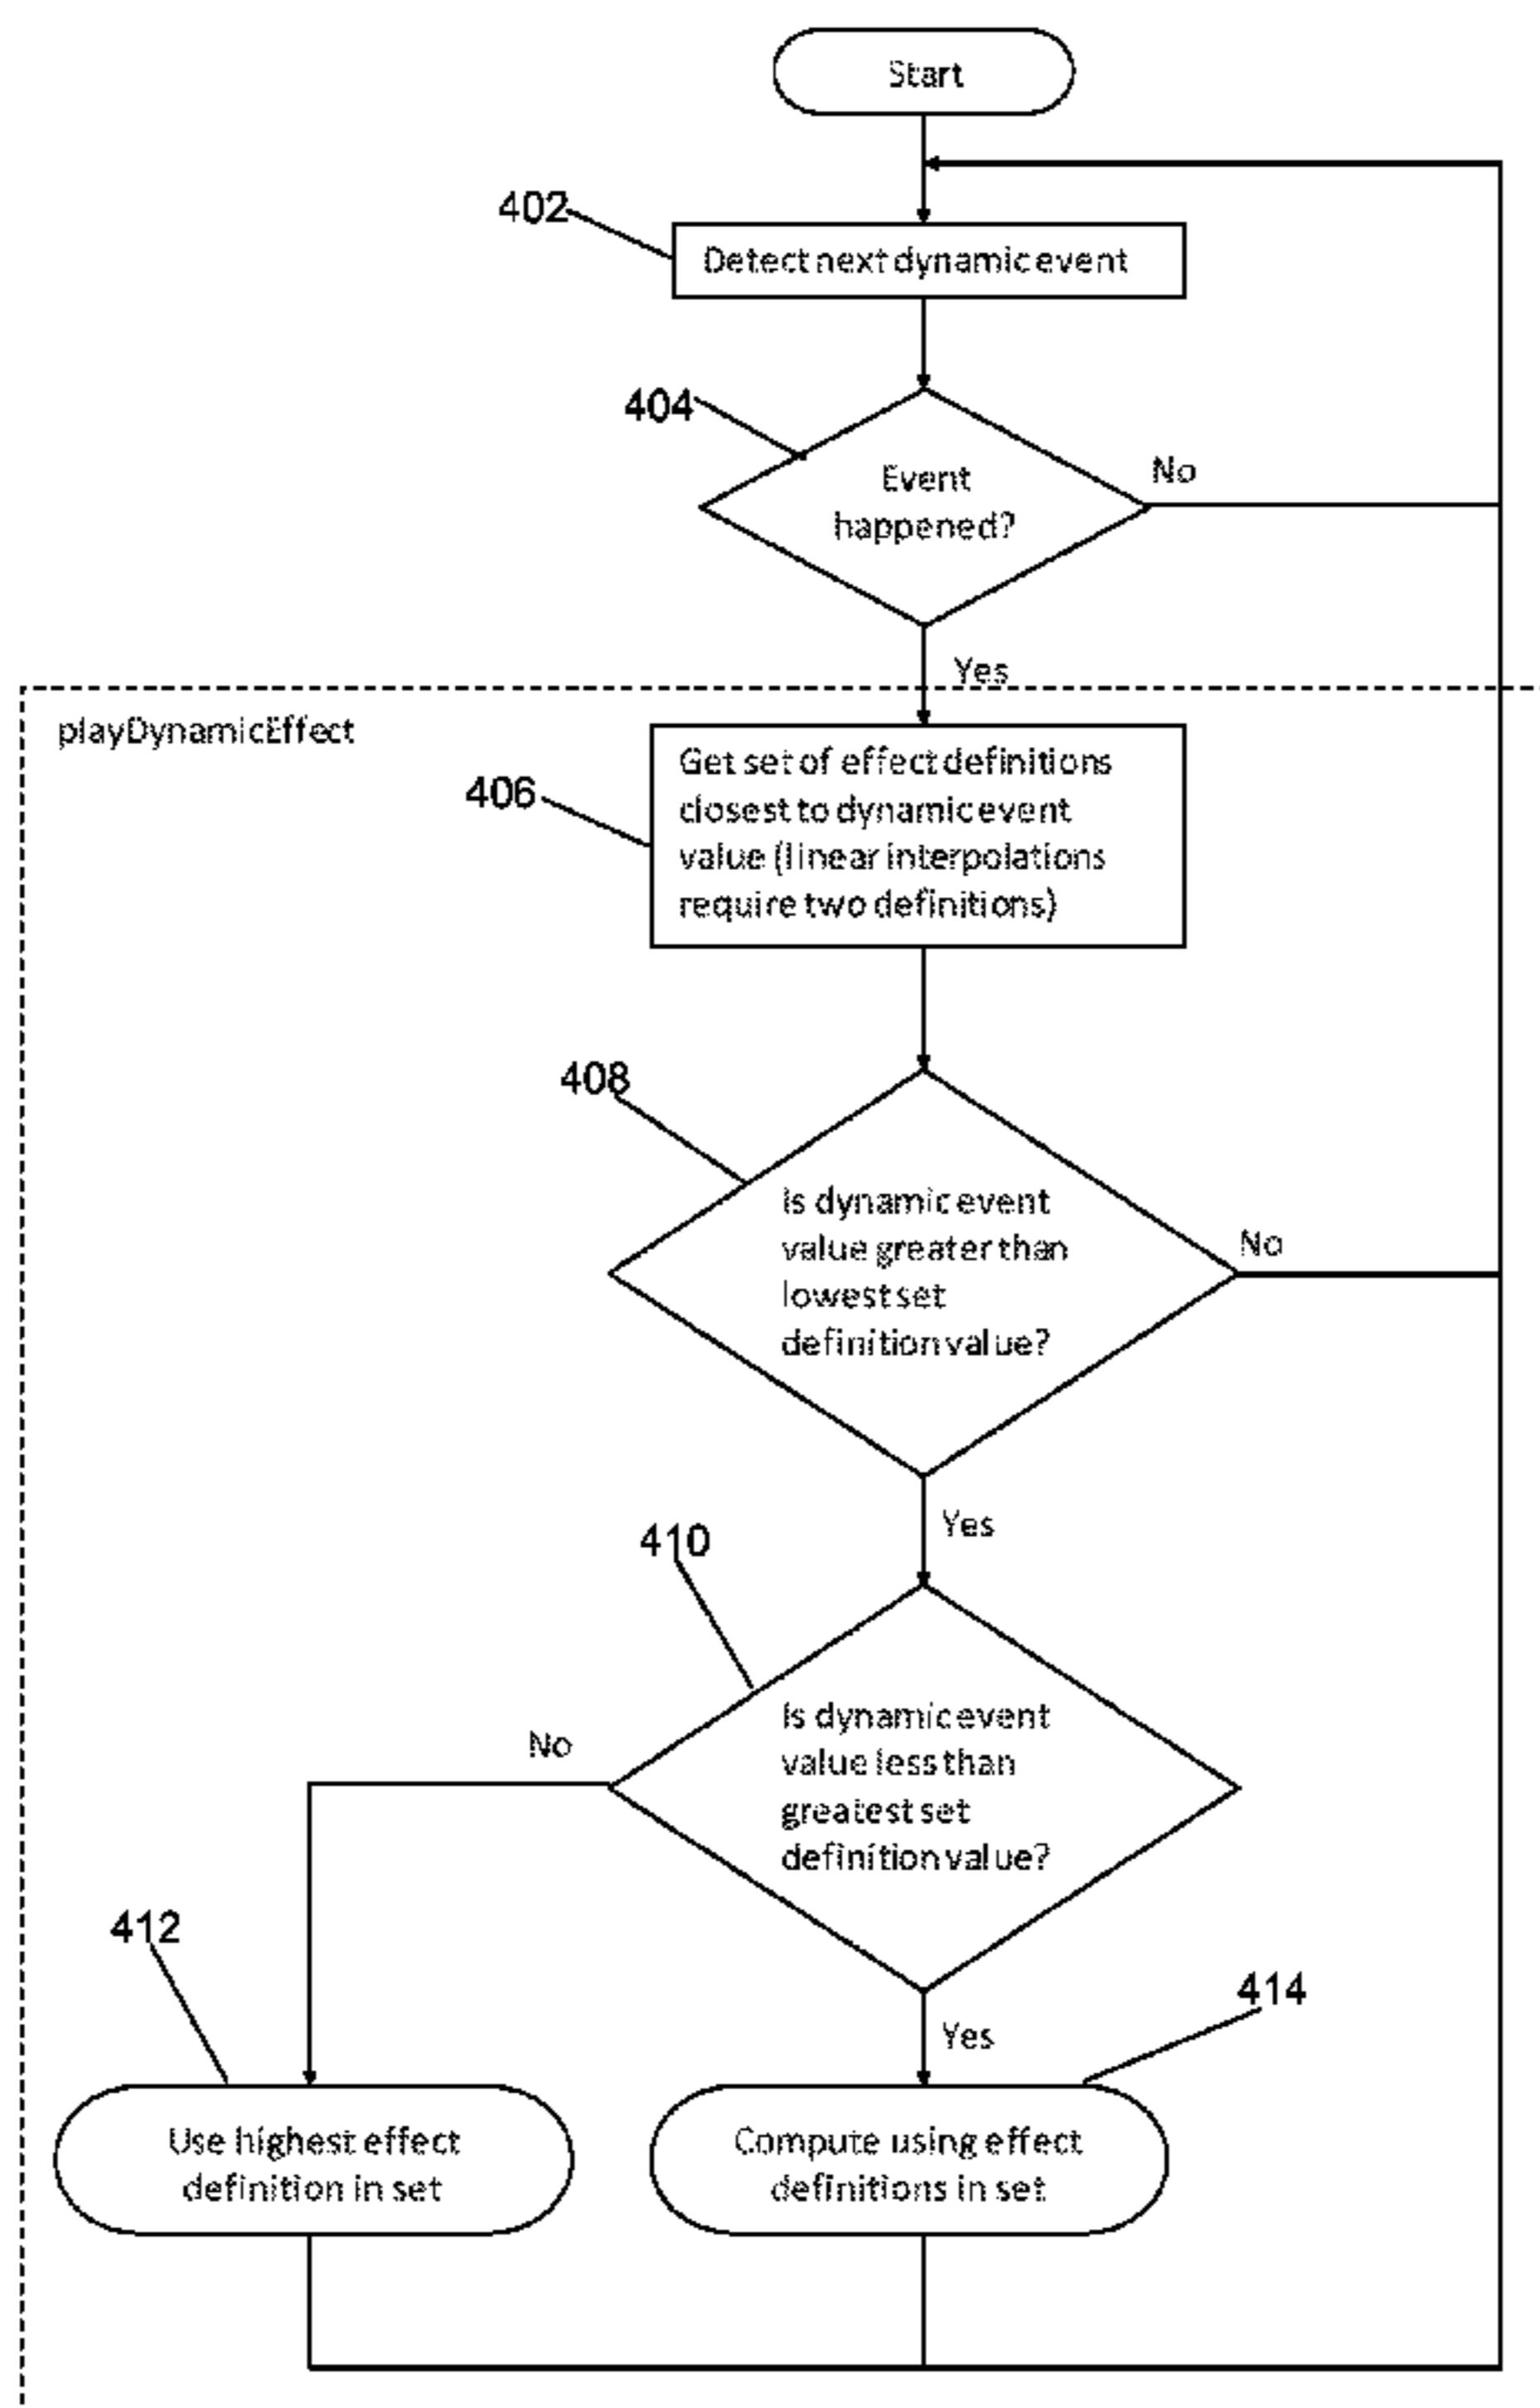 Start
402
Detect next dynamic event
404
Event
happened?
No
Yes
playDynamicEffect
406
Get set of effect definitions
closest to dynamic event
value (linear interpolations
require two definitions)
408
Is dynamic event
value greater than
lowest set
definition value?
No
Yes
410
Is dynamic event
value less than
greatest set
definition value?
No
412
414
Yes
Use highest effect
definition in set
Compute using effect
definitions in set